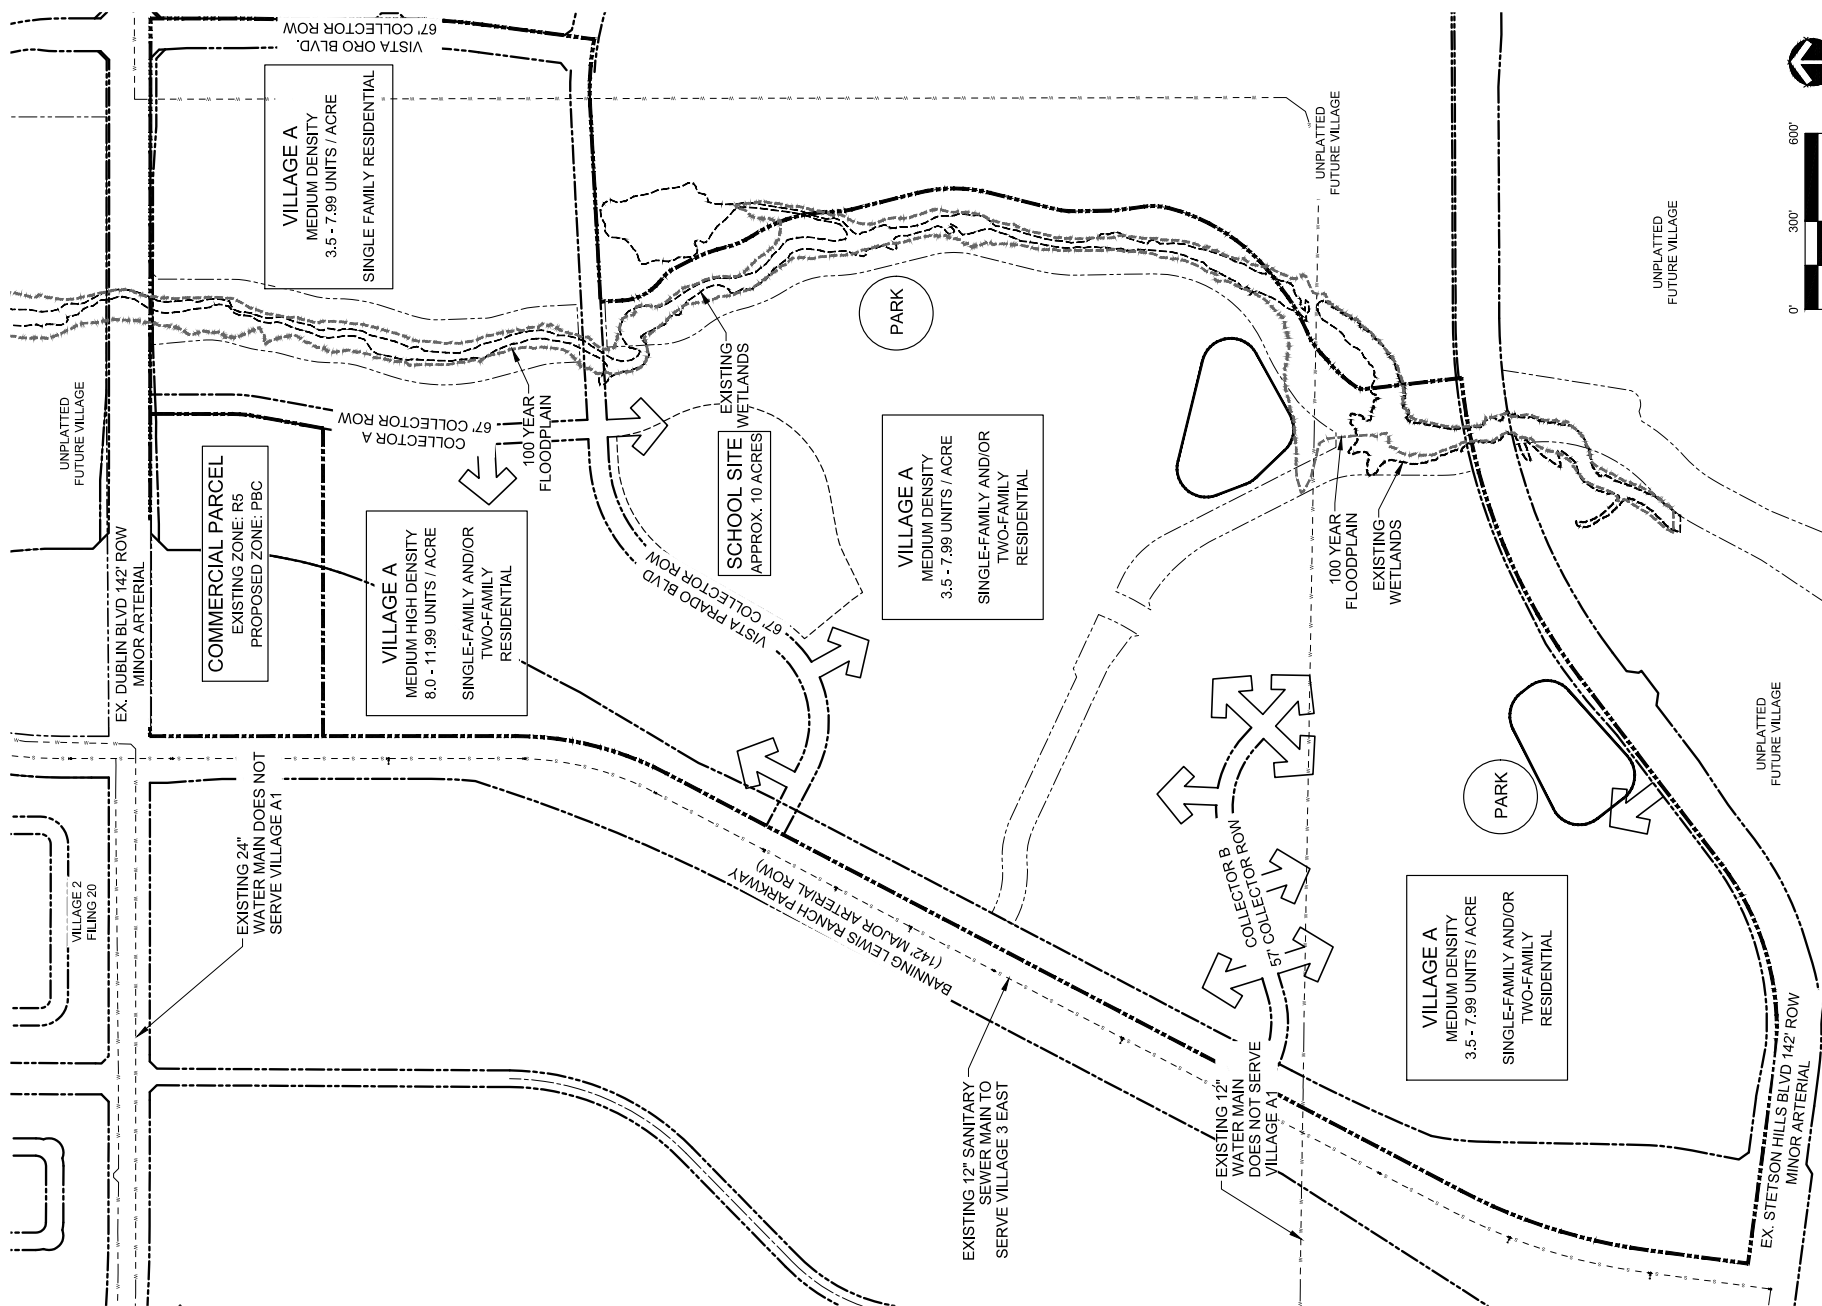 VISTA ORO BLVD.
67' COLLECTOR ROW
VILLAGE A
MEDIUM DENSITY
3.5 - 7.99 UNITS / ACRE
SINGLE FAMILY RESIDENTIAL
UNPLATTED
FUTURE VILLAGE
UNPLATTED
FUTURE VILLAGE
UNPLATTED
FUTURE VILLAGE
0'
300'
600'
PARK
EXISTING
WETLANDS
100 YEAR
FLOODPLAIN
COLLECTOR A
67' COLLECTOR ROW
COMMERCIAL PARCEL
EXISTING ZONE: R5
PROPOSED ZONE: PBC
EX. DUBLIN BLVD 142' ROW
MINOR ARTERIAL
VILLAGE A
MEDIUM HIGH DENSITY
8.0 - 11.99 UNITS / ACRE
SINGLE-FAMILY AND/OR
TWO-FAMILY
RESIDENTIAL
SCHOOL SITE
APPROX. 10 ACRES
VISTA PRADO BLVD
67' COLLECTOR ROW
VILLAGE A
MEDIUM DENSITY
3.5 - 7.99 UNITS / ACRE
SINGLE-FAMILY AND/OR
TWO-FAMILY
RESIDENTIAL
100 YEAR
FLOODPLAIN
EXISTING
WETLANDS
UNPLATTED
FUTURE VILLAGE
PARK
VILLAGE 2
FILING 20
EXISTING 24"
WATER MAIN DOES NOT
SERVE VILLAGE A1
BANNING LEWIS RANCH PARKWAY
(142' MAJOR ARTERIAL ROW)
COLLECTOR B
57' COLLECTOR ROW
VILLAGE A
MEDIUM DENSITY
3.5 - 7.99 UNITS / ACRE
SINGLE-FAMILY AND/OR
TWO-FAMILY
RESIDENTIAL
EXISTING 12" SANITARY
SEWER MAIN TO
SERVE VILLAGE 3 EAST
EXISTING 12"
WATER MAIN
DOES NOT SERVE
VILLAGE A1
EX. STETSON HILLS BLVD 142' ROW
MINOR ARTERIAL